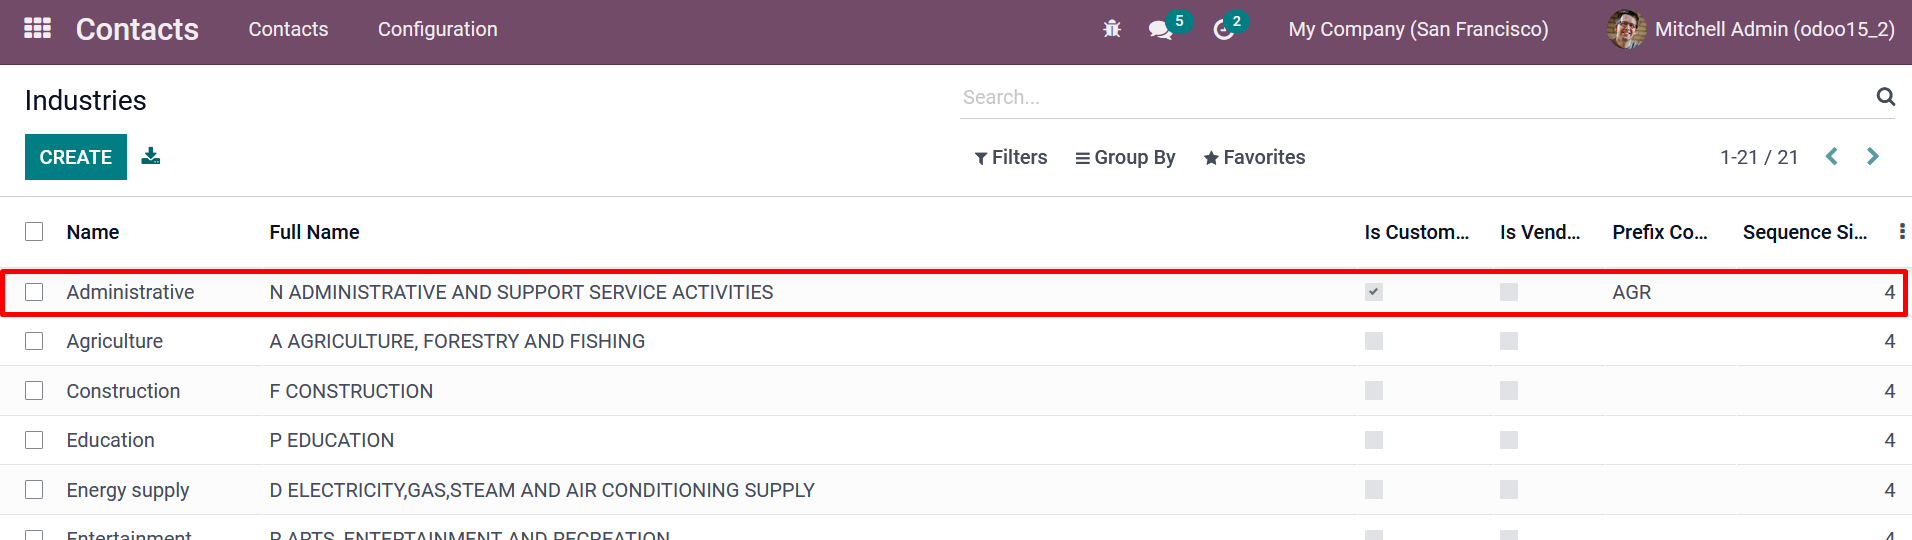 Contacts Contacts Configuration 5 2 My Company (San Francisco) Mitchell Admin (odoo15_2)
Industries Search...
CREATE Filters Group By Favorites 1-21 / 21
Name Full Name Is Custom... Is Vend... Prefix Co... Sequence Si...
Administrative N ADMINISTRATIVE AND SUPPORT SERVICE ACTIVITIES AGR 4
Agriculture A AGRICULTURE, FORESTRY AND FISHING 4
Construction F CONSTRUCTION 4
Education P EDUCATION 4
Energy supply D ELECTRICITY,GAS,STEAM AND AIR CONDITIONING SUPPLY 4
Entertainment R ARTS, ENTERTAINMENT AND RECREATION 4